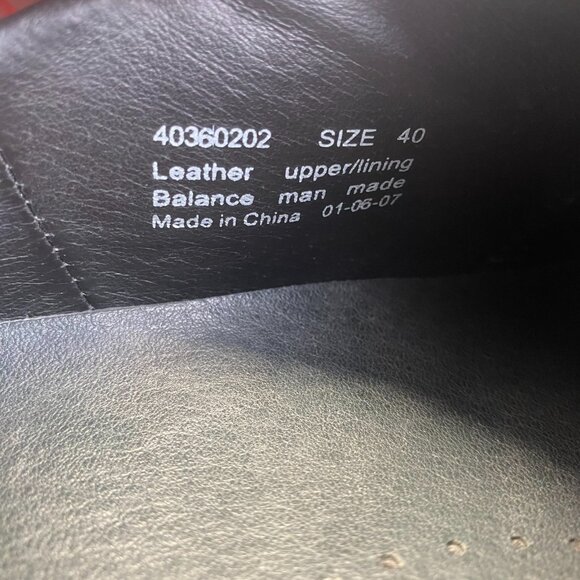 40360202 SIZE 40
Leather upper/lining
Balance man made
Made in China 01-06-07